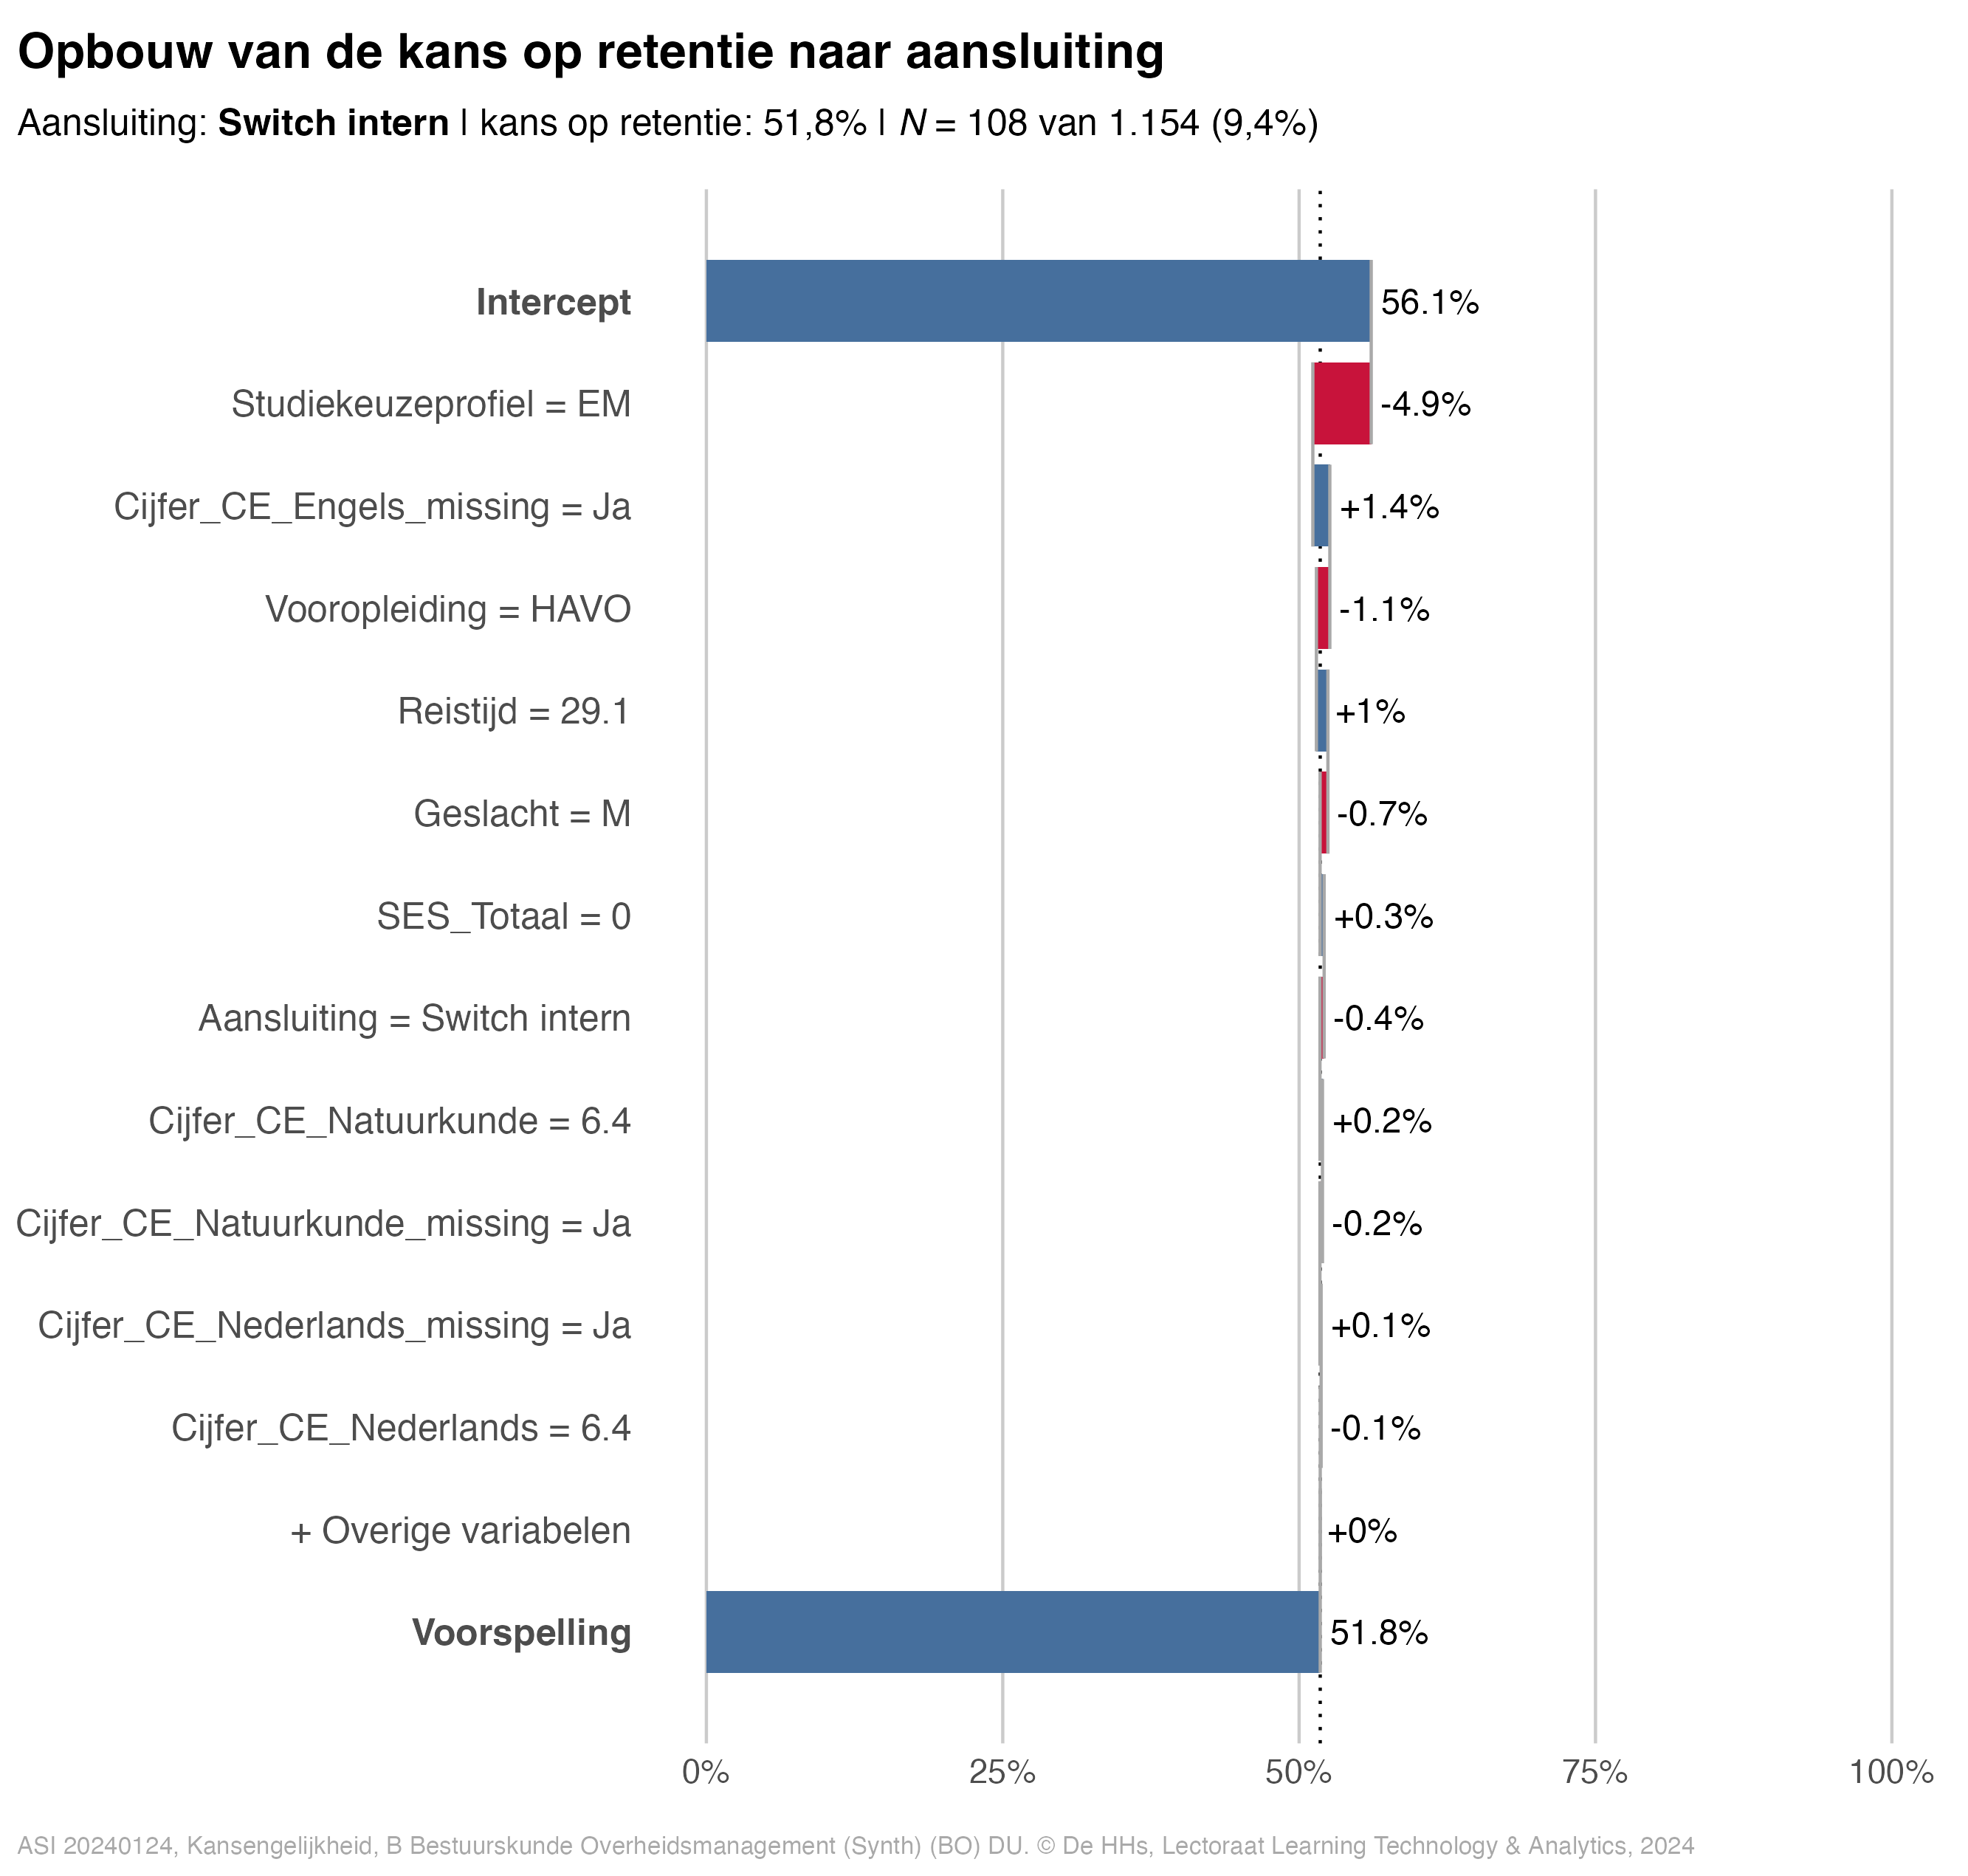 Opbouw van de kans op retentie naar aansluiting
Aansluiting: Switch intern | kans op retentie: 51,8% | N = 108 van 1.154 (9,4%)
Intercept 56.1%
Studiekeuzeprofiel = EM -4.9%
Cijfer_CE_Engels_missing = Ja +1.4%
Vooropleiding = HAVO -1.1%
Reistijd = 29.1 +1%
Geslacht = M -0.7%
SES_Totaal = 0 +0.3%
Aansluiting = Switch intern -0.4%
Cijfer_CE_Natuurkunde = 6.4 +0.2%
Cijfer_CE_Natuurkunde_missing = Ja -0.2%
Cijfer_CE_Nederlands_missing = Ja +0.1%
Cijfer_CE_Nederlands = 6.4 -0.1%
+ Overige variabelen +0%
Voorspelling 51.8%
0% 25% 50% 75% 100%
ASI 20240124, Kansengelijkheid, B Bestuurskunde Overheidsmanagement (Synth) (BO) DU. © De HHs, Lectoraat Learning Technology & Analytics, 2024